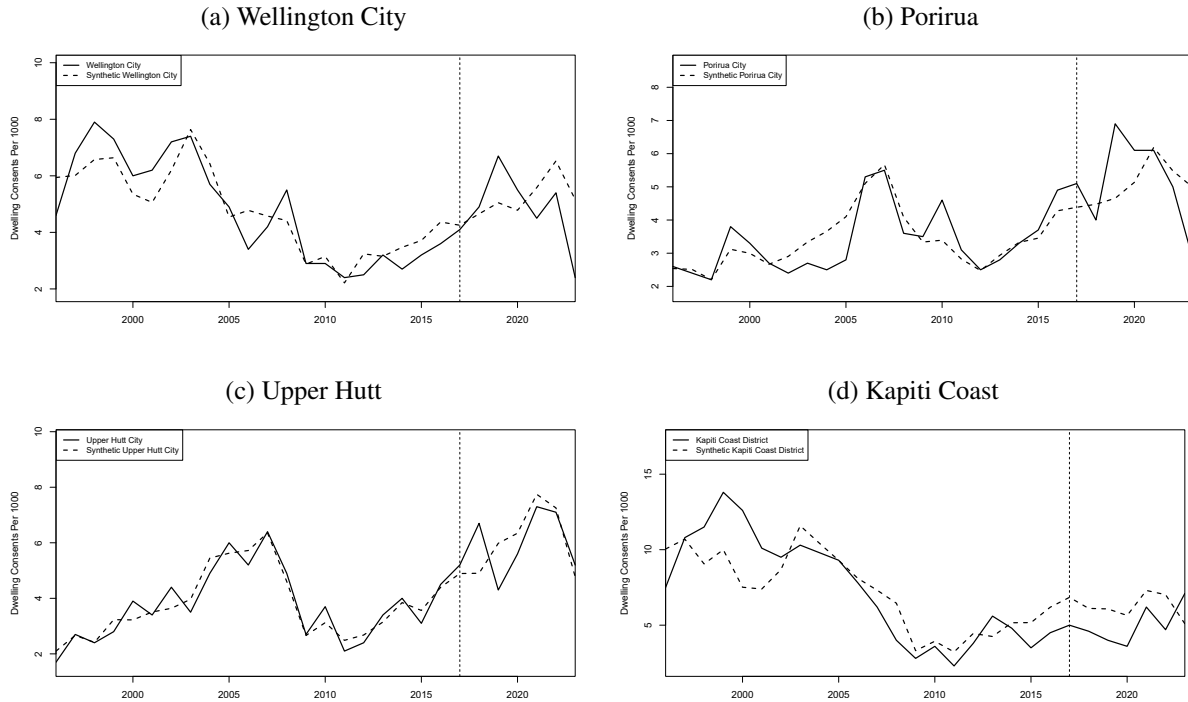 (a) Wellington City
Wellington City
Synthetic Wellington City
Dwelling Consents Per 1000
10
8
6
4
2
2000 2005 2010 2015 2020
(b) Porirua
Porirua City
Synthetic Porirua City
Dwelling Consents Per 1000
8
7
6
5
4
3
2
2000 2005 2010 2015 2020
(c) Upper Hutt
Upper Hutt City
Synthetic Upper Hutt City
Dwelling Consents Per 1000
10
8
6
4
2
2000 2005 2010 2015 2020
(d) Kapiti Coast
Kapiti Coast District
Synthetic Kapiti Coast District
Dwelling Consents Per 1000
15
10
5
2000 2005 2010 2015 2020